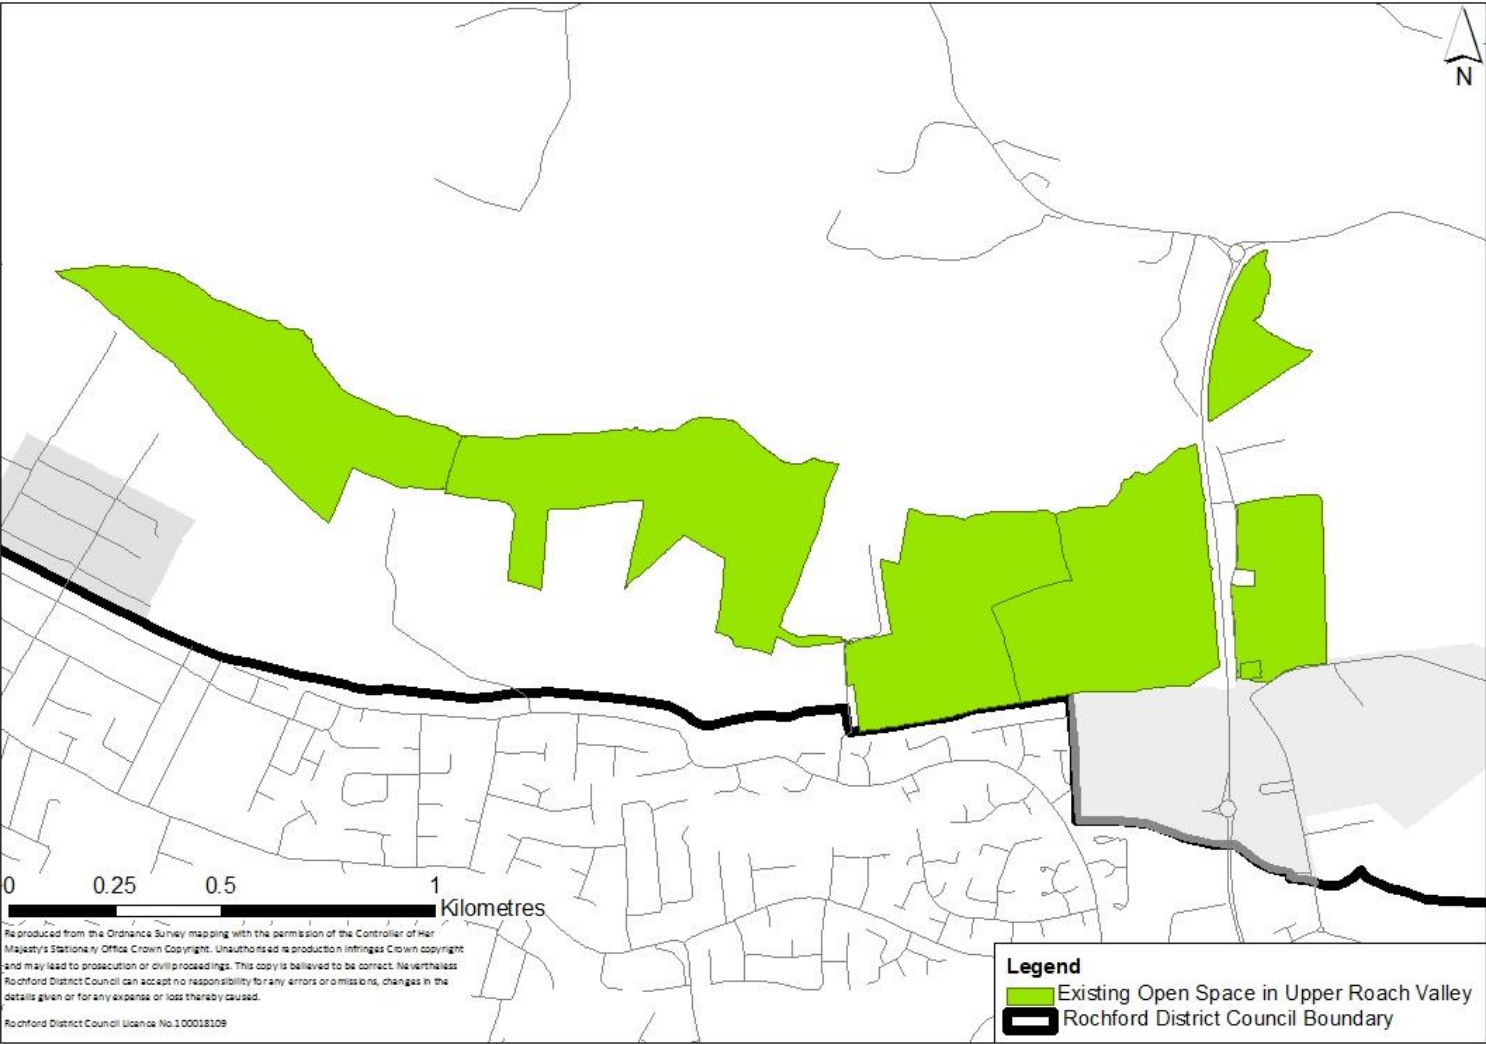 N
0 0.25 0.5 1
Kilometres
Reproduced from the Ordnance Survey mapping with the permission of the Controller of Her
Majesty's Stationery Office Crown Copyright. Unauthorised reproduction infringes Crown copyright
and may lead to prosecution or civil proceedings. This copy is believed to be correct. Nevertheless
Rochford District Council can accept no responsibility for any errors or omissions, changes in the
details given or for any expense or loss thereby caused.
Rochford District Council Licence No.100018109
Legend
Existing Open Space in Upper Roach Valley
Rochford District Council Boundary